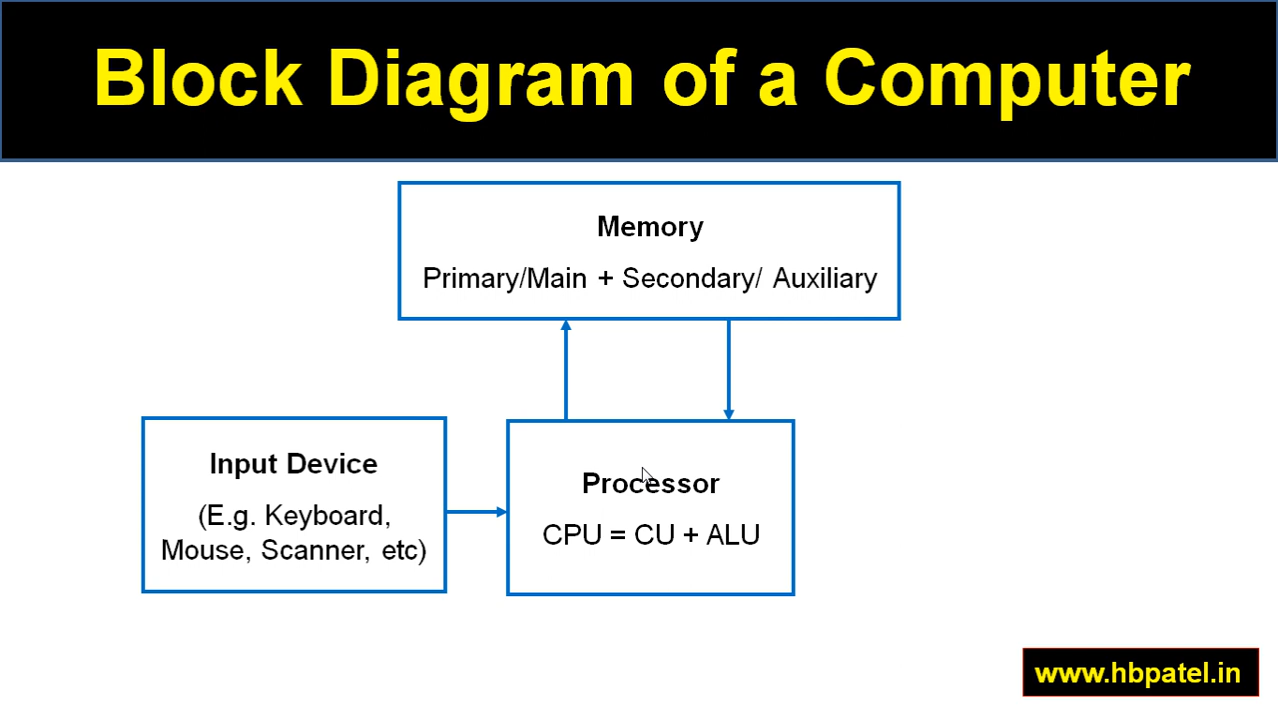 Block Diagram of a Computer
Memory
Primary/Main + Secondary/ Auxiliary
Input Device
(E.g. Keyboard,
Mouse, Scanner, etc)
Processor
CPU = CU + ALU
www.hbpatel.in